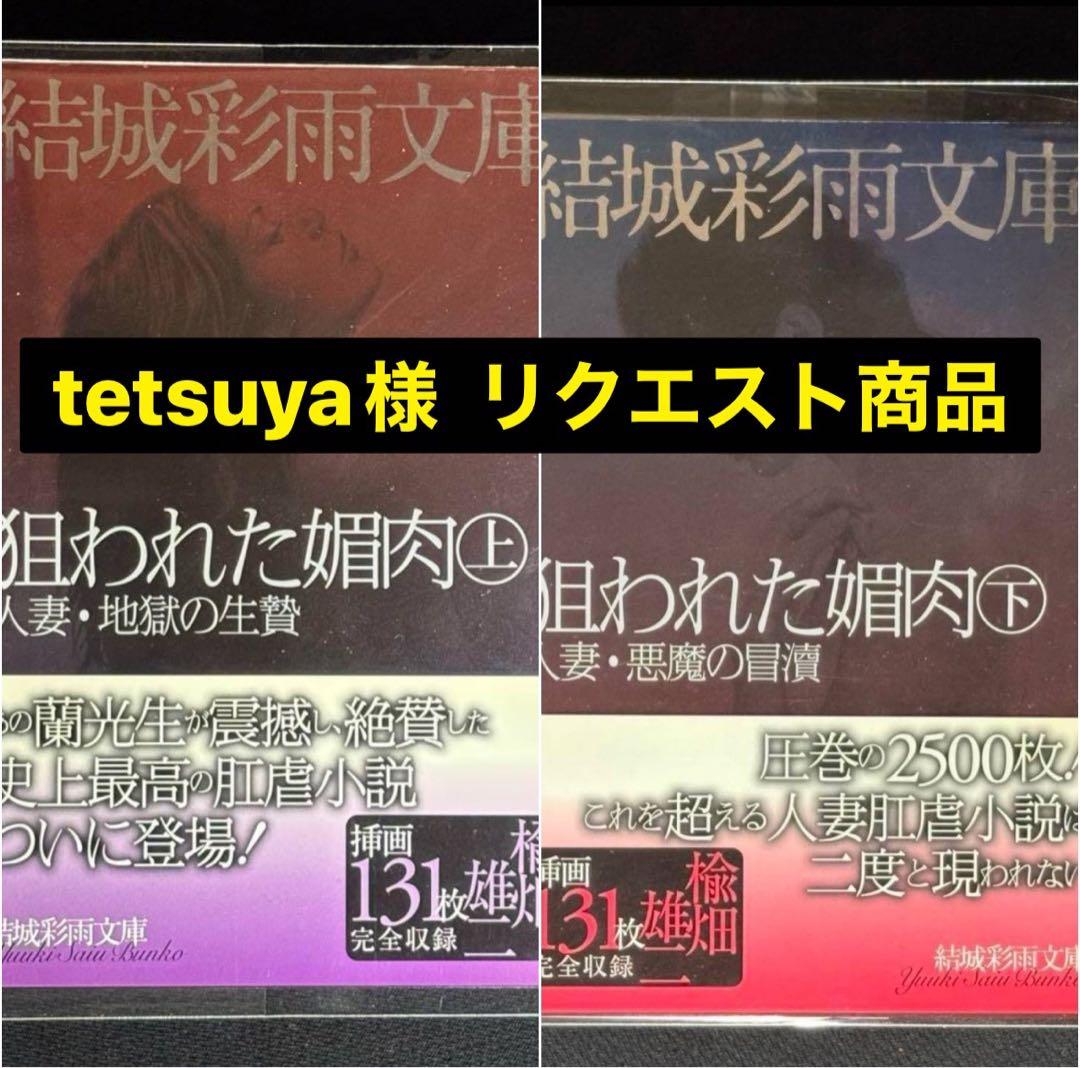 結城彩雨文庫
狙われた媚肉㊤
人妻・地獄の生贄
の蘭光生が震撼し、絶賛した
史上最高の肛虐小説
ついに登場!
挿画
131枚
完全収録
楡畑雄二
結城彩雨文庫
Yuuki Saiu Bunko
結城彩雨文庫
狙われた媚肉㊦
人妻・悪魔の冒瀆
圧巻の2500枚!
これを超える人妻肛虐小説は
二度と現われない
挿画
131枚
完全収録
楡畑雄二
結城彩雨文庫
Yuuki Saiu Bunko
tetsuya様 リクエスト商品